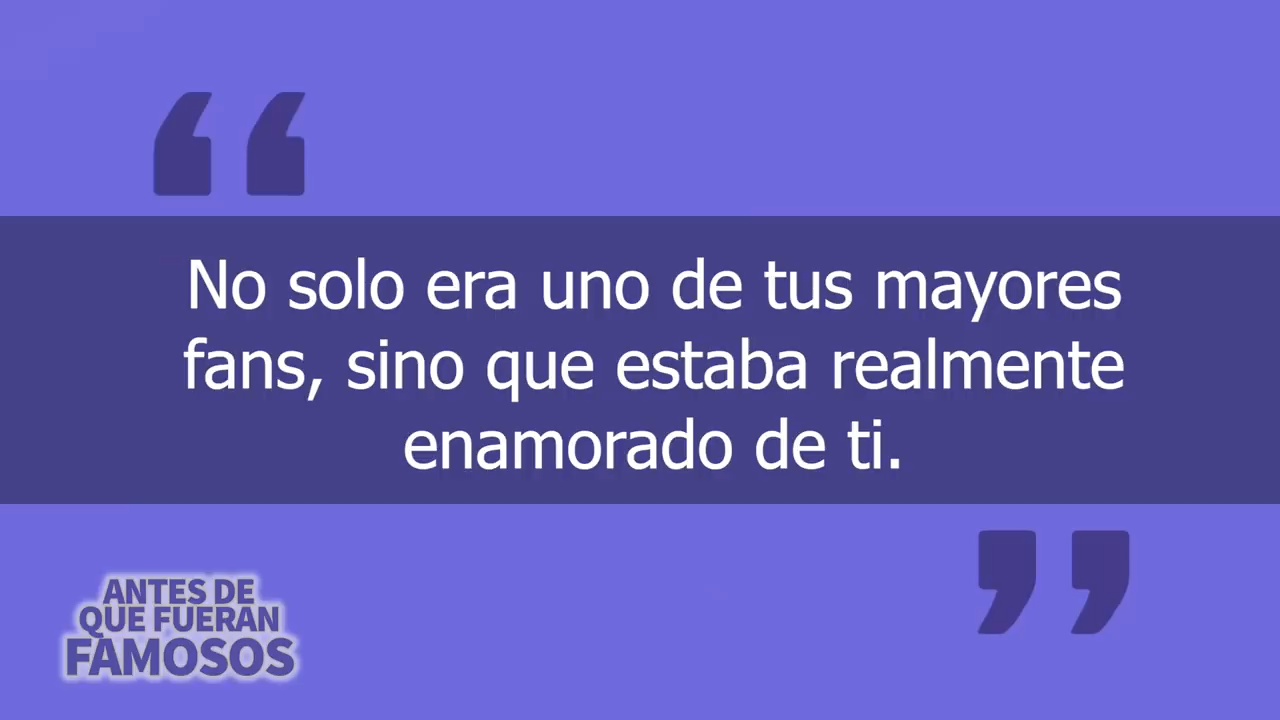 No solo era uno de tus mayores
fans, sino que estaba realmente
enamorado de ti.
ANTES DE
QUE FUERAN
FAMOSOS